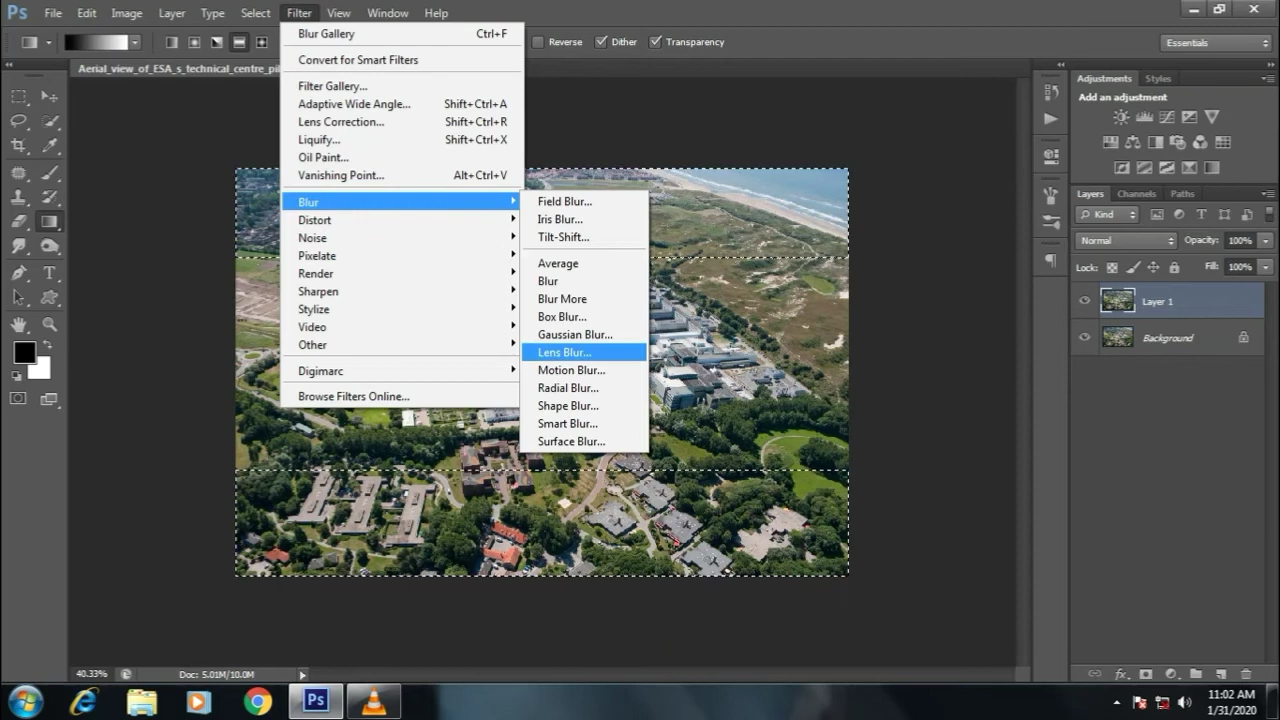 Ps File Edit Image Layer Type Select Filter View Window Help
Reverse Dither Transparency Essentials
Aerial_view_of_ESA_s_technical_centre_pil
Blur Gallery Ctrl+F
Convert for Smart Filters
Filter Gallery...
Adaptive Wide Angle... Shift+Ctrl+A
Lens Correction... Shift+Ctrl+R
Liquify... Shift+Ctrl+X
Oil Paint...
Vanishing Point... Alt+Ctrl+V
Blur
Distort
Noise
Pixelate
Render
Sharpen
Stylize
Video
Other
Digimarc
Browse Filters Online...
Field Blur...
Iris Blur...
Tilt-Shift...
Average
Blur
Blur More
Box Blur...
Gaussian Blur...
Lens Blur...
Motion Blur...
Radial Blur...
Shape Blur...
Smart Blur...
Surface Blur...
Adjustments Styles
Add an adjustment
Layers Channels Paths
Kind
Normal Opacity: 100%
Lock: Fill: 100%
Layer 1
Background
fx
40.33% Doc: 5.01M/10.0M
Ps
11:02 AM
1/31/2020